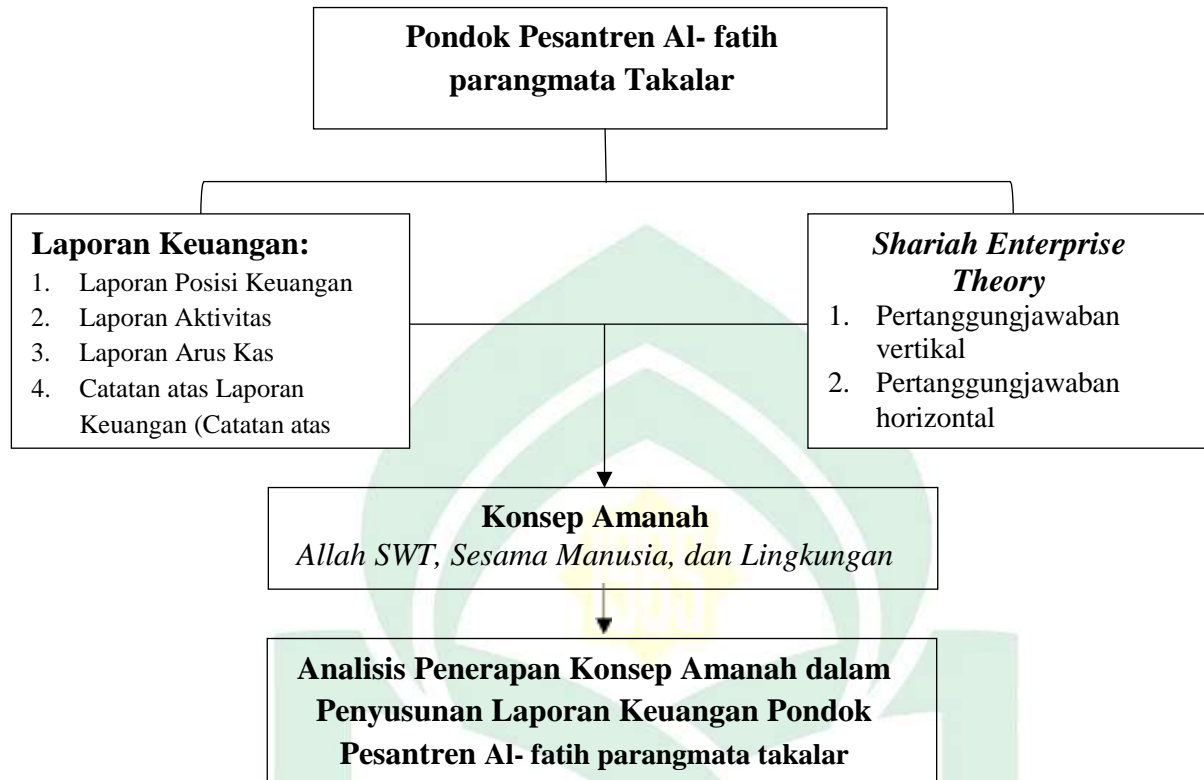 Pondok Pesantren Al- fatih
parangmata Takalar
Laporan Keuangan:
1. Laporan Posisi Keuangan
2. Laporan Aktivitas
3. Laporan Arus Kas
4. Catatan atas Laporan
Keuangan (Catatan atas
Shariah Enterprise
Theory
1. Pertanggungjawaban
vertikal
2. Pertanggungjawaban
horizontal
Konsep Amanah
Allah SWT, Sesama Manusia, dan Lingkungan
Analisis Penerapan Konsep Amanah dalam
Penyusunan Laporan Keuangan Pondok
Pesantren Al- fatih parangmata takalar